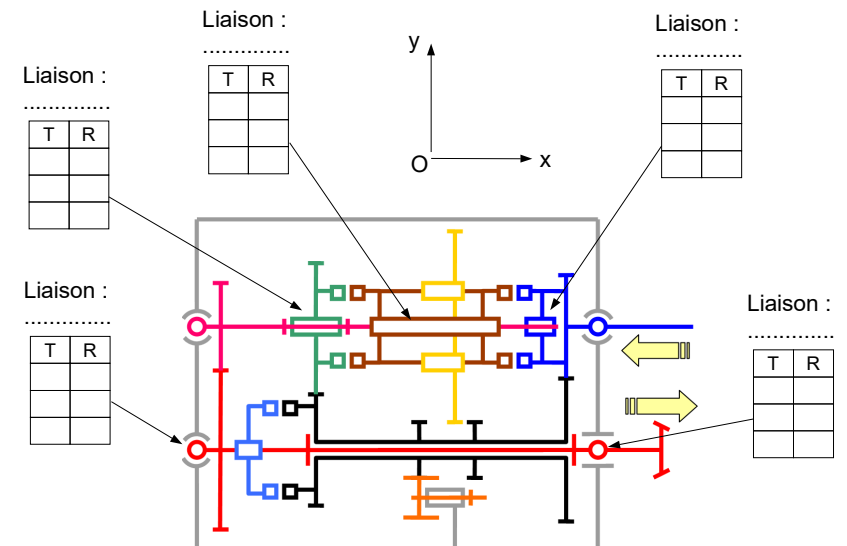 Liaison :
..............
T R
Liaison :
..............
T R
Liaison :
..............
T R
y
O
x
Liaison :
..............
T R
Liaison :
..............
T R